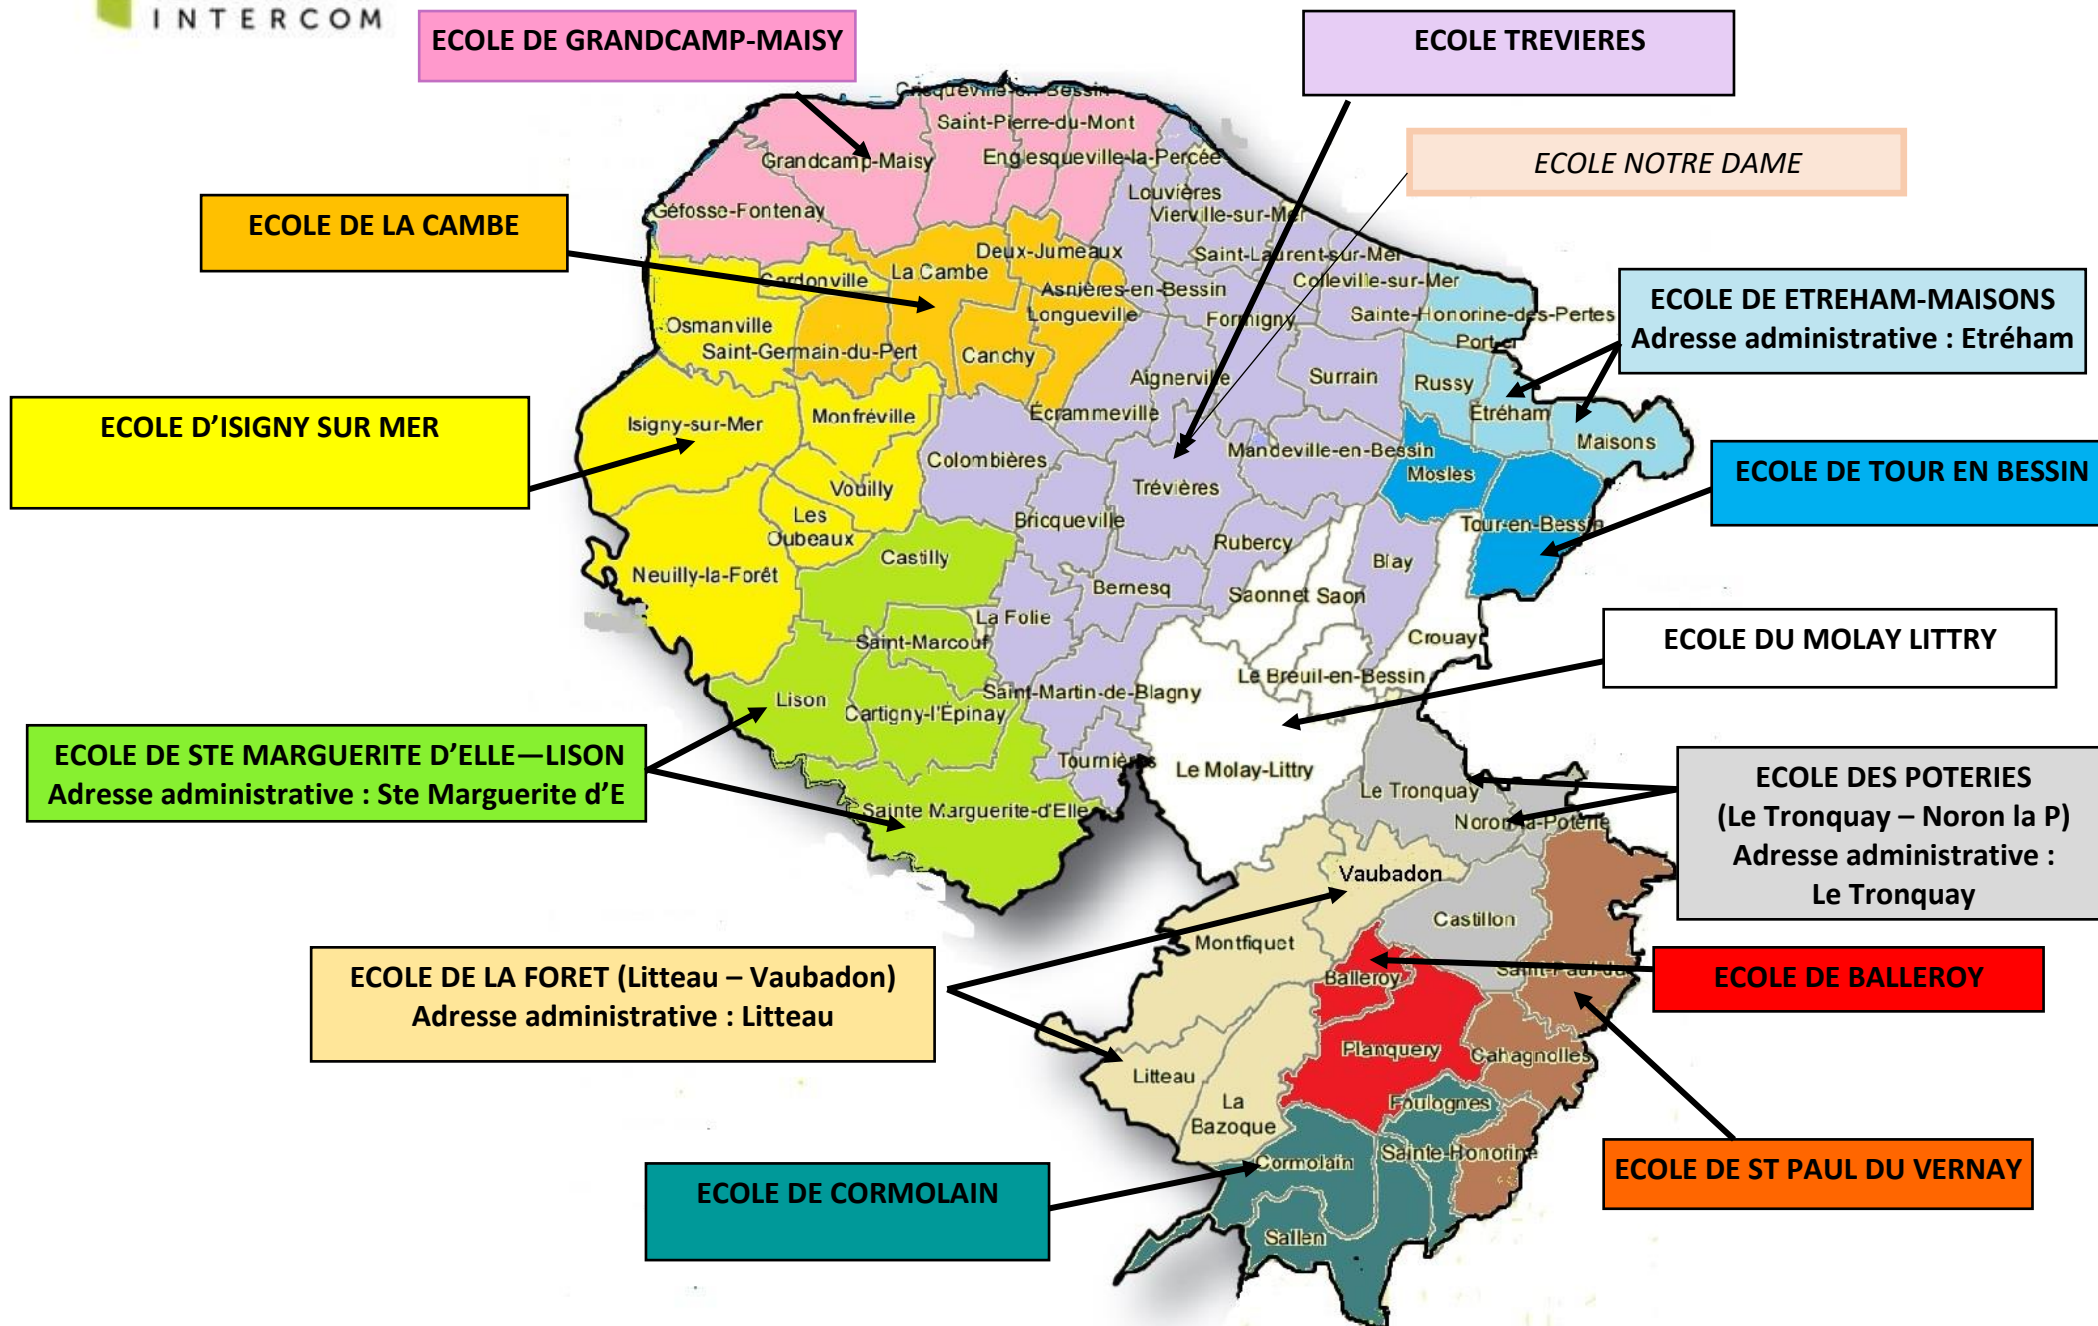 INTERCOM
ECOLE DE GRANDCAMP-MAISY
ECOLE TREVIERES
ECOLE NOTRE DAME
ECOLE DE LA CAMBE
ECOLE DE ETREHAM-MAISONS
Adresse administrative : Etréham
ECOLE D'ISIGNY SUR MER
ECOLE DE TOUR EN BESSIN
ECOLE DU MOLAY LITTRY
ECOLE DE STE MARGUERITE D'ELLE—LISON
Adresse administrative : Ste Marguerite d'E
ECOLE DES POTERIES
(Le Tronquay – Noron la P)
Adresse administrative :
Le Tronquay
ECOLE DE LA FORET (Litteau – Vaubadon)
Adresse administrative : Litteau
ECOLE DE BALLEROY
ECOLE DE ST PAUL DU VERNAY
ECOLE DE CORMOLAIN
Cricqueville-en-Bessin
Saint-Pierre-du-Mont
Grandcamp-Maisy
Englesqueville-la-Percée
Géfosse-Fontenay
Louvières
Vierville-sur-Mer
Deux-Jumeaux
Saint-Laurent-sur-Mer
Cardonville
La Cambe
Asnières-en-Bessin
Colleville-sur-Mer
Osmanville
Longueville
Formigny
Sainte-Honorine-des-Pertes
Saint-Germain-du-Pert
Canchy
Aignerville
Surrain
Russy
Isigny-sur-Mer
Monfréville
Écrammeville
Étréham
Maisons
Colombières
Mandeville-en-Bessin
Mosles
Vouilly
Trévières
Les
Oubeaux
Bricqueville
Tour-en-Bessin
Castilly
Rubercy
Blay
Neuilly-la-Forêt
Bernesq
Saonnet
Saon
La Folie
Saint-Marcouf
Crouay
Le Breuil-en-Bessin
Lison
Saint-Martin-de-Blagny
Cartigny-l'Épinay
Tournières
Le Molay-Littry
Le Tronquay
Sainte Marguerite-d'Elle
Noron-la-Poterie
Vaubadon
Castillon
Montfiquet
Balleroy
Saint-Paul-du
Planquery
Cahagnolles
Litteau
La
Bazoque
Foulognes
Cormolain
Sainte-Honorine
Sallen